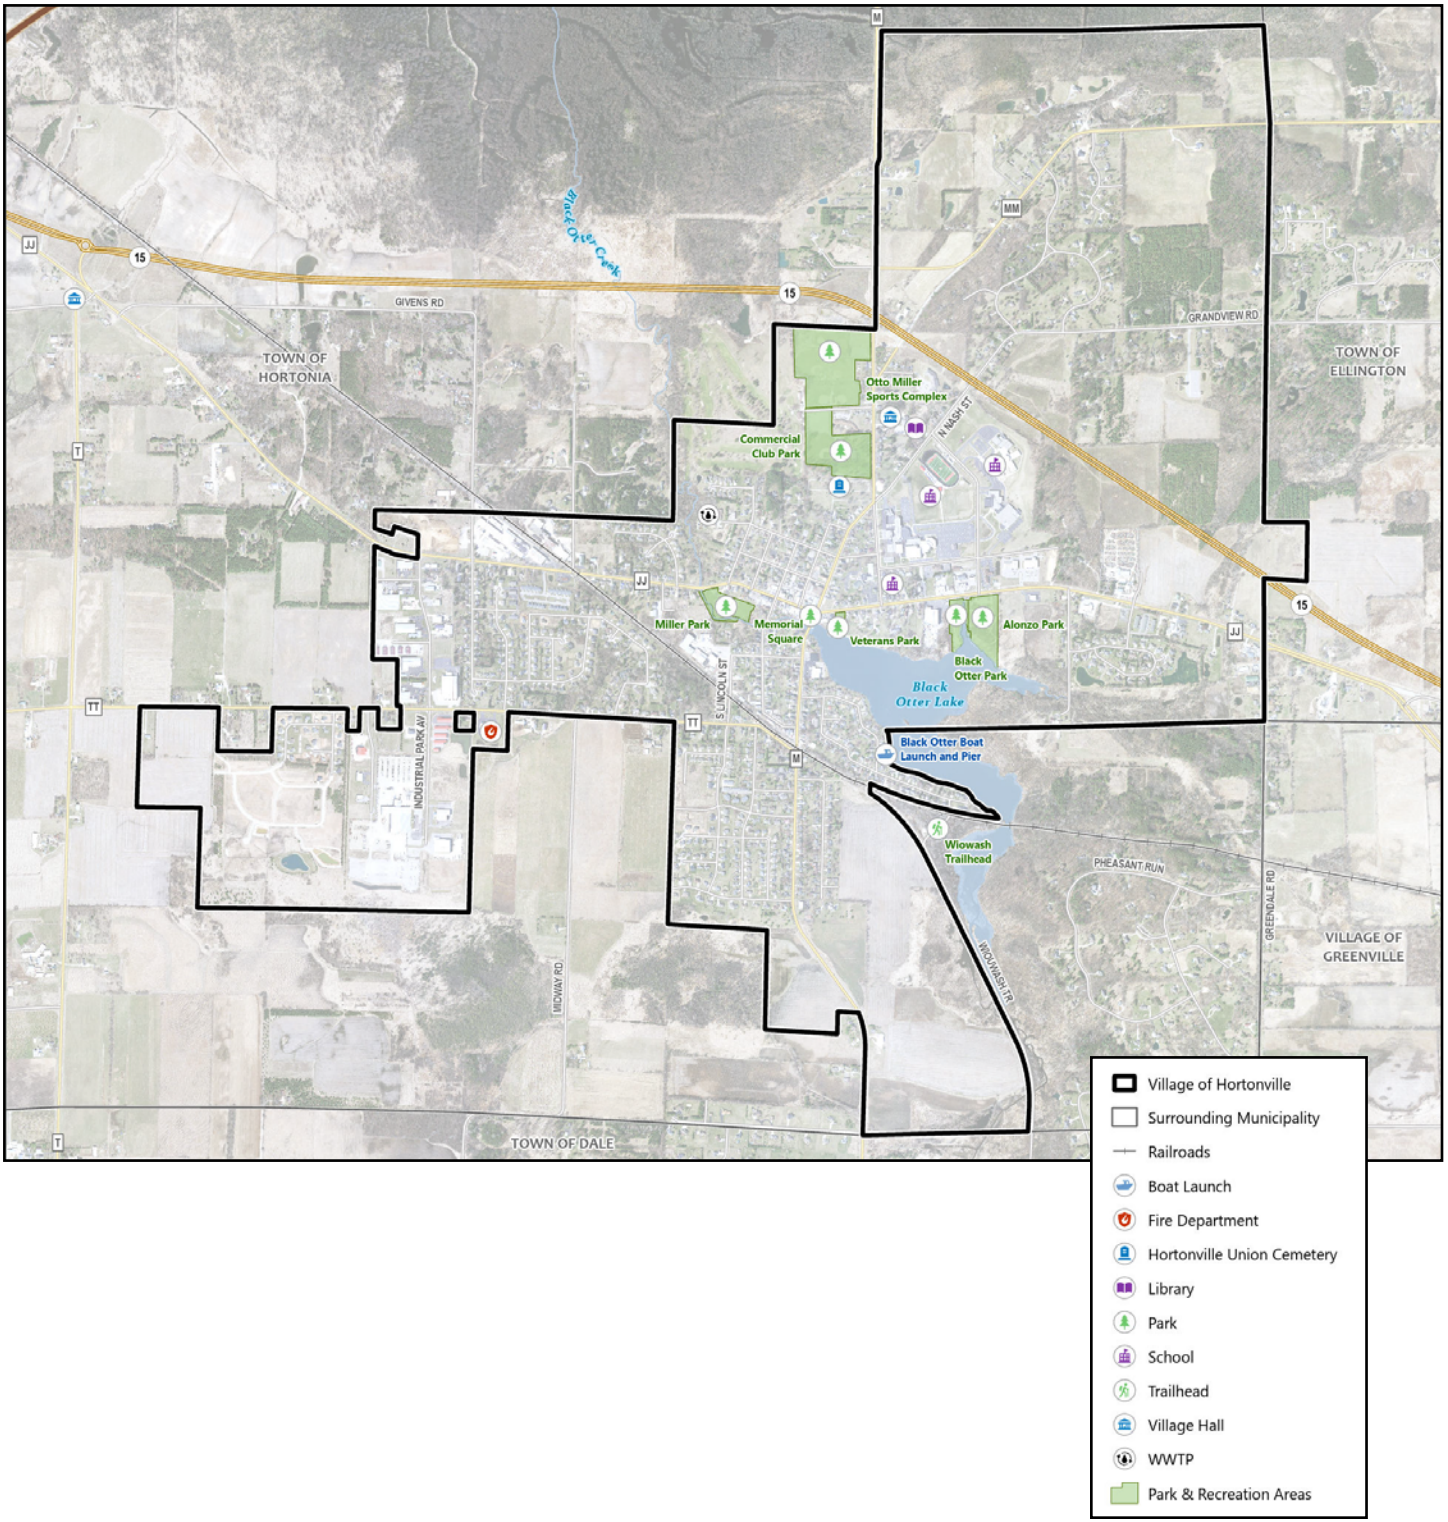 M
MM
JJ
15
15
Black Otter Creek
GIVENS RD
GRANDVIEW RD
TOWN OF
HORTONIA
TOWN OF
ELLINGTON
Otto Miller
Sports Complex
N NASH ST
Commercial
Club Park
T
JJ
15
Miller Park
Memorial
Square
Veterans Park
Alonzo Park
JJ
Black
Otter Park
Black
Otter Lake
S LINCOLN ST
TT
TT
INDUSTRIAL PARK AV
Black Otter Boat
Launch and Pier
M
Wiowash
Trailhead
PHEASANT RUN
GREENDALE RD
VILLAGE OF
GREENVILLE
WIOUWASH TR
MIDWAY RD
T
TOWN OF DALE
Village of Hortonville
Surrounding Municipality
Railroads
Boat Launch
Fire Department
Hortonville Union Cemetery
Library
Park
School
Trailhead
Village Hall
WWTP
Park & Recreation Areas